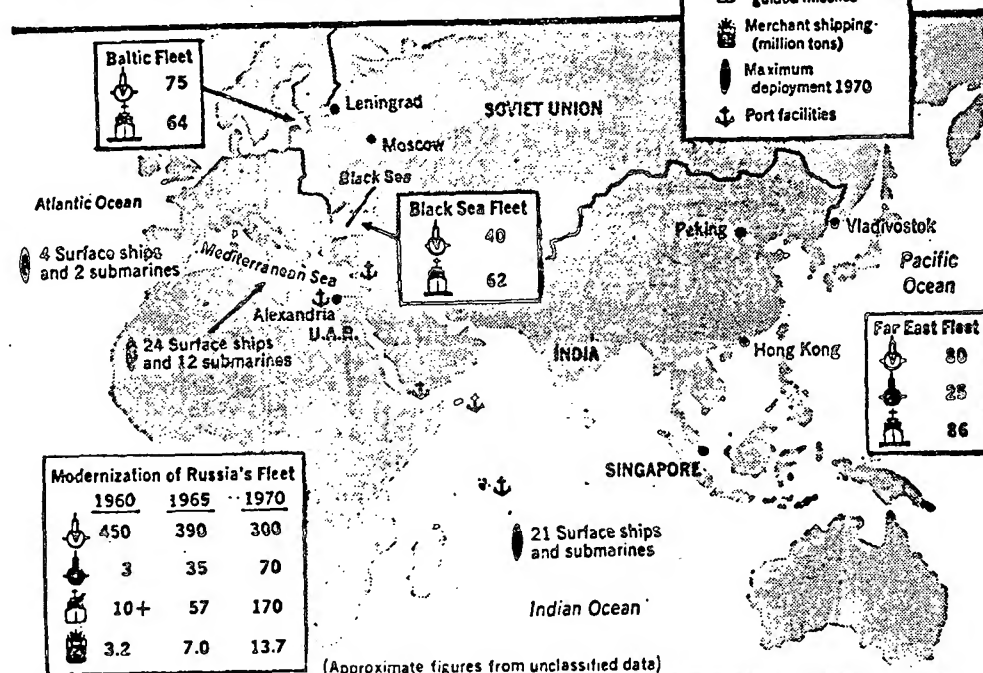 guided missiles
Merchant shipping-
(million tons)
Maximum
deployment 1970
Port facilities
Baltic Fleet
75
64
Leningrad
SOVIET UNION
Moscow
Black Sea
Atlantic Ocean
Black Sea Fleet
40
62
Peking
Vladivostok
Pacific
Ocean
4 Surface ships
and 2 submarines
Mediterranean Sea
Alexandria
U.A.R.
24 Surface ships
and 12 submarines
INDIA
Hong Kong
Far East Fleet
80
25
86
SINGAPORE
Modernization of Russia's Fleet
1960 1965 1970
450 390 300
3 35 70
10+ 57 170
3.2 7.0 13.7
21 Surface ships
and submarines
Indian Ocean
(Approximate figures from unclassified data)